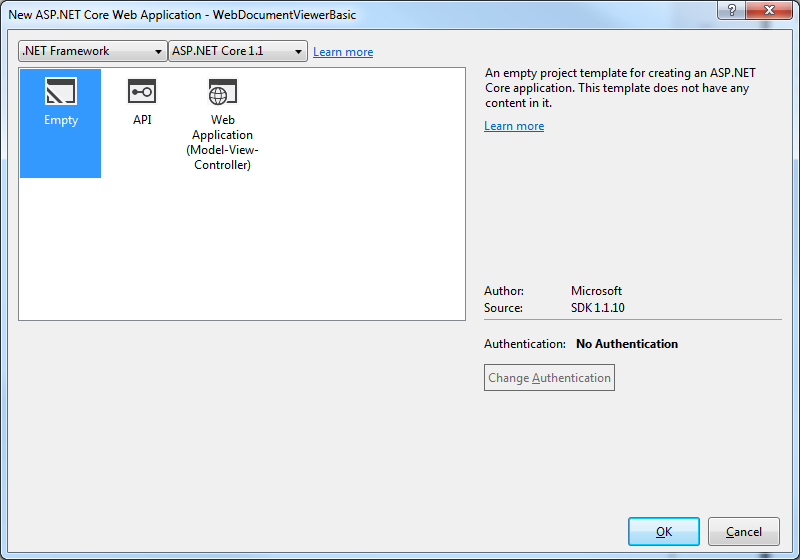 New ASP.NET Core Web Application - WebDocumentViewerBasic
?
.NET Framework
ASP.NET Core 1.1
Learn more
Empty
API
Web
Application
(Model-View-
Controller)
An empty project template for creating an ASP.NET
Core application. This template does not have any
content in it.
Learn more
Author: Microsoft
Source: SDK 1.1.10
Authentication: No Authentication
Change Authentication
OK
Cancel